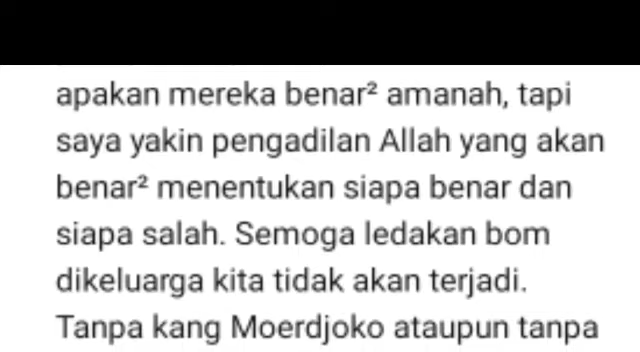 apakan mereka benar² amanah, tapi
saya yakin pengadilan Allah yang akan
benar² menentukan siapa benar dan
siapa salah. Semoga ledakan bom
dikeluarga kita tidak akan terjadi.
Tanpa kang Moerdjoko ataupun tanpa